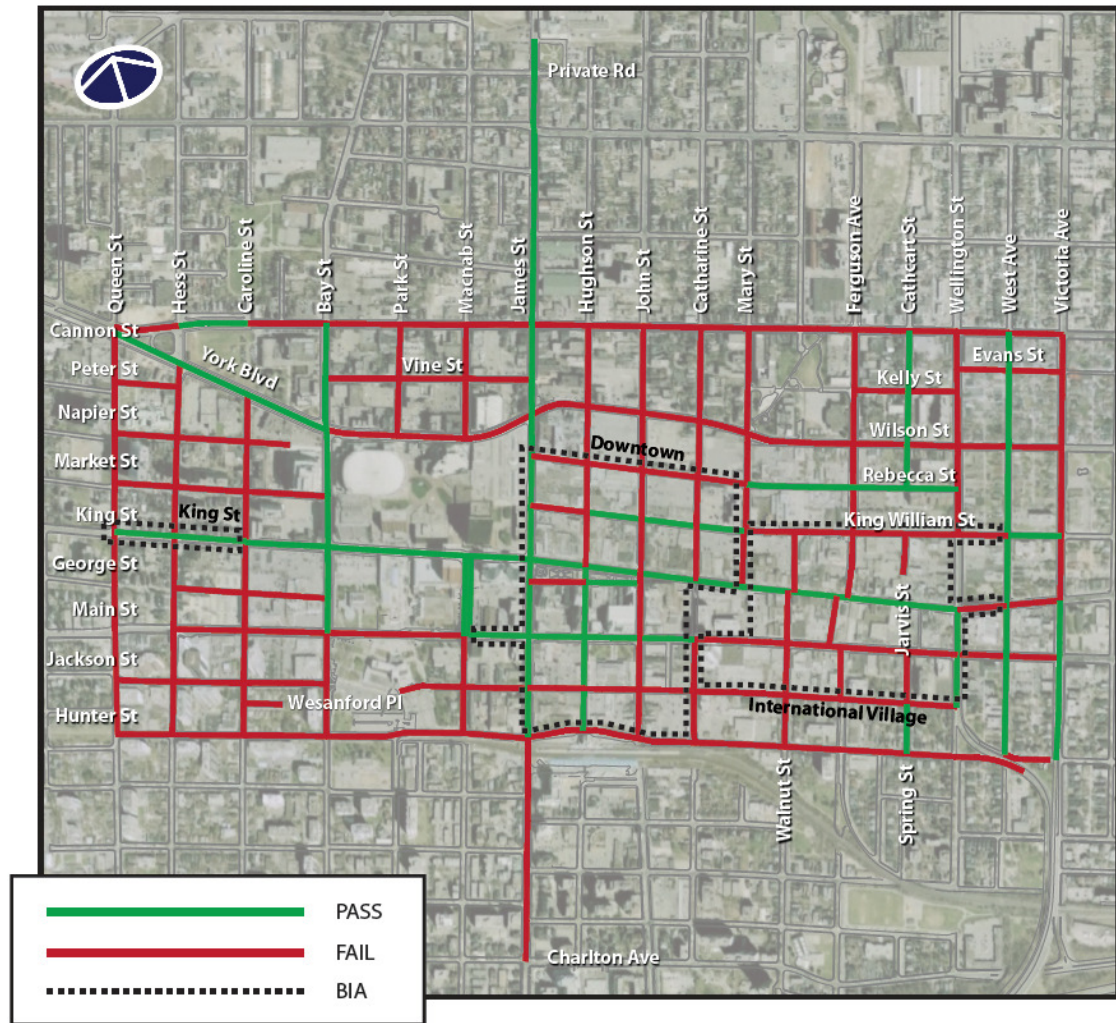 Private Rd
Queen St
Hess St
Caroline St
Bay St
Park St
Macnab St
James St
Hughson St
John St
Catharine St
Mary St
Ferguson Ave
Cathcart St
Wellington St
West Ave
Victoria Ave
Cannon St
Peter St
York Blvd
Vine St
Evans St
Kelly St
Napier St
Wilson St
Market St
Downtown
Rebecca St
King St
King St
King William St
George St
Main St
Jarvis St
Jackson St
Wesanford Pl
Hunter St
International Village
Walnut St
Spring St
Charlton Ave
PASS
FAIL
BIA